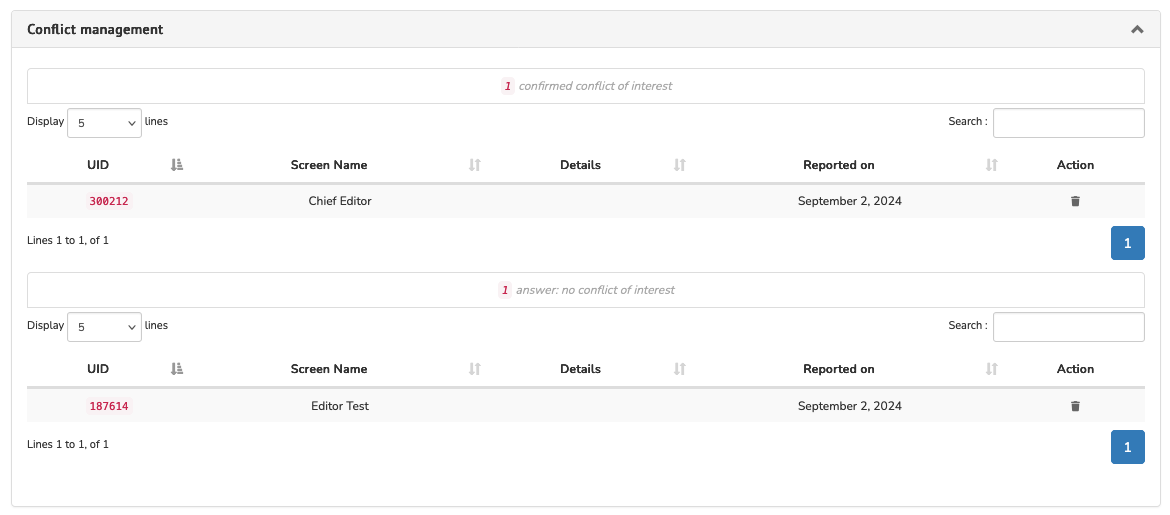 Conflict management
1 confirmed conflict of interest
Display 5 lines Search :
UID Screen Name Details Reported on Action
300212 Chief Editor September 2, 2024
Lines 1 to 1, of 1
1
1 answer: no conflict of interest
Display 5 lines Search :
UID Screen Name Details Reported on Action
187614 Editor Test September 2, 2024
Lines 1 to 1, of 1
1